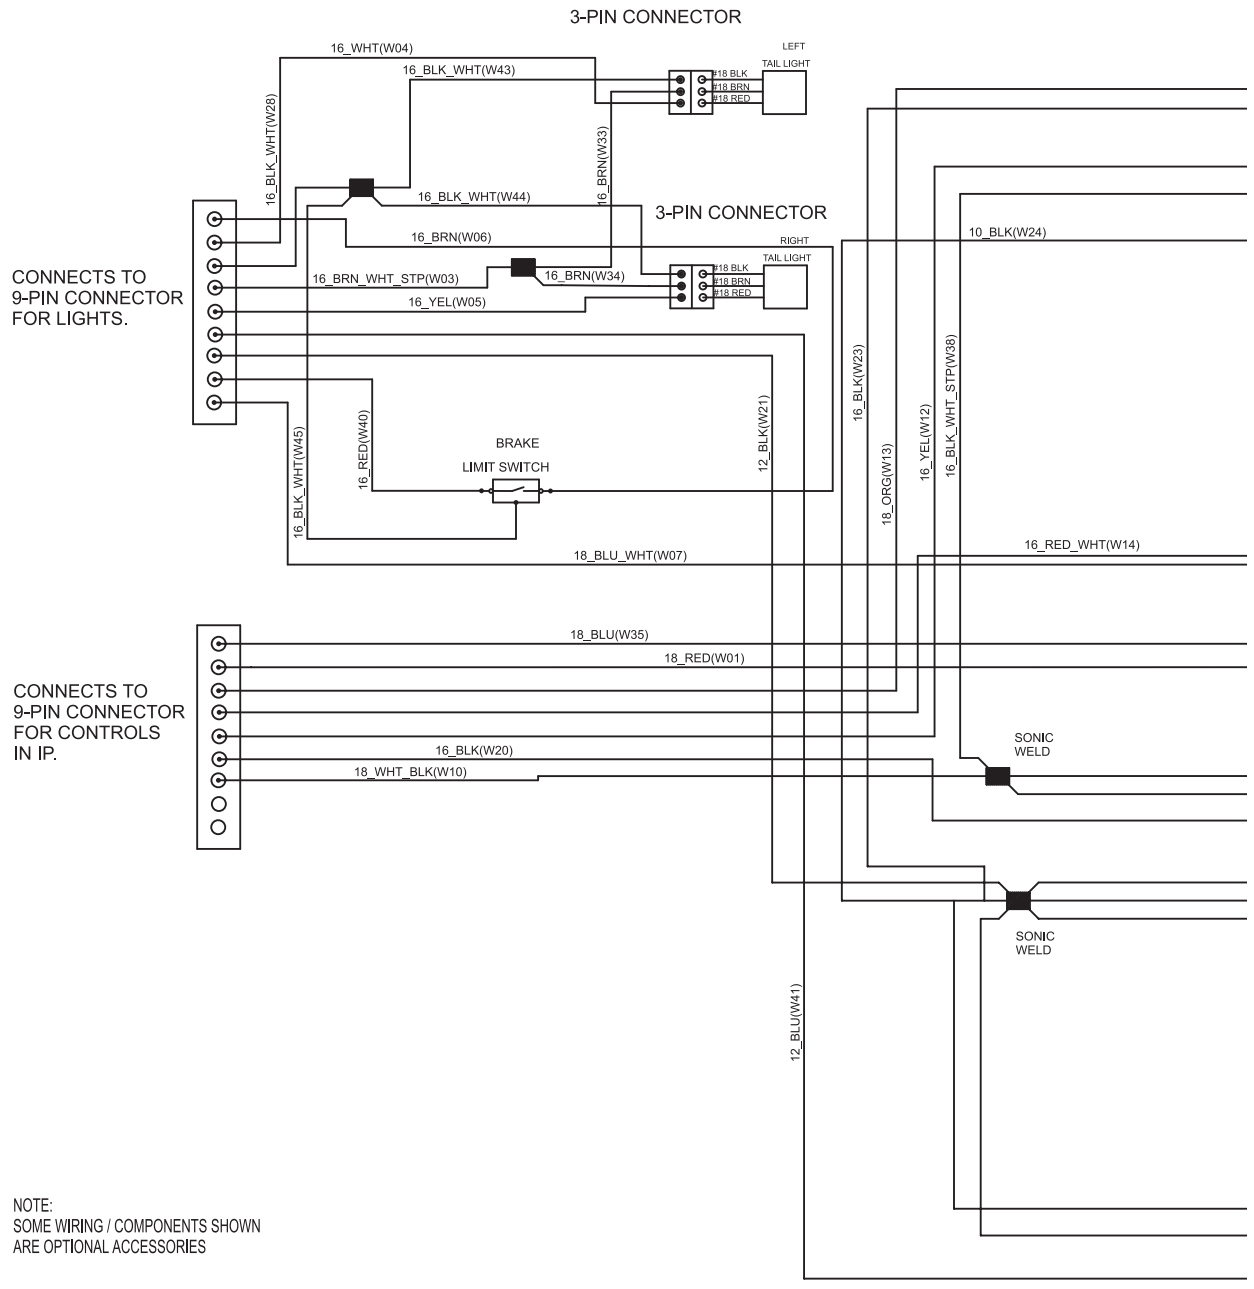 3-PIN CONNECTOR
16_WHT(W04)
LEFT
TAIL LIGHT
16_BLK_WHT(W43)
#18 BLK
#18 BRN
#18 RED
16_BLK_WHT(W28)
16_BRN(W33)
16_BLK_WHT(W44)
3-PIN CONNECTOR
16_BRN(W06)
RIGHT
TAIL LIGHT
10_BLK(W24)
CONNECTS TO
9-PIN CONNECTOR
FOR LIGHTS.
16_BRN_WHT_STP(W03)
16_BRN(W34)
#18 BLK
#18 BRN
#18 RED
16_YEL(W05)
16_BLK(W23)
16_BLK_WHT_STP(W38)
16_YEL(W12)
18_ORG(W13)
12_BLK(W21)
16_RED(W40)
16_BLK_WHT(W45)
BRAKE
LIMIT SWITCH
16_RED_WHT(W14)
18_BLU_WHT(W07)
18_BLU(W35)
18_RED(W01)
CONNECTS TO
9-PIN CONNECTOR
FOR CONTROLS
IN IP.
16_BLK(W20)
18_WHT_BLK(W10)
SONIC
WELD
SONIC
WELD
12_BLU(W41)
NOTE:
SOME WIRING / COMPONENTS SHOWN
ARE OPTIONAL ACCESSORIES